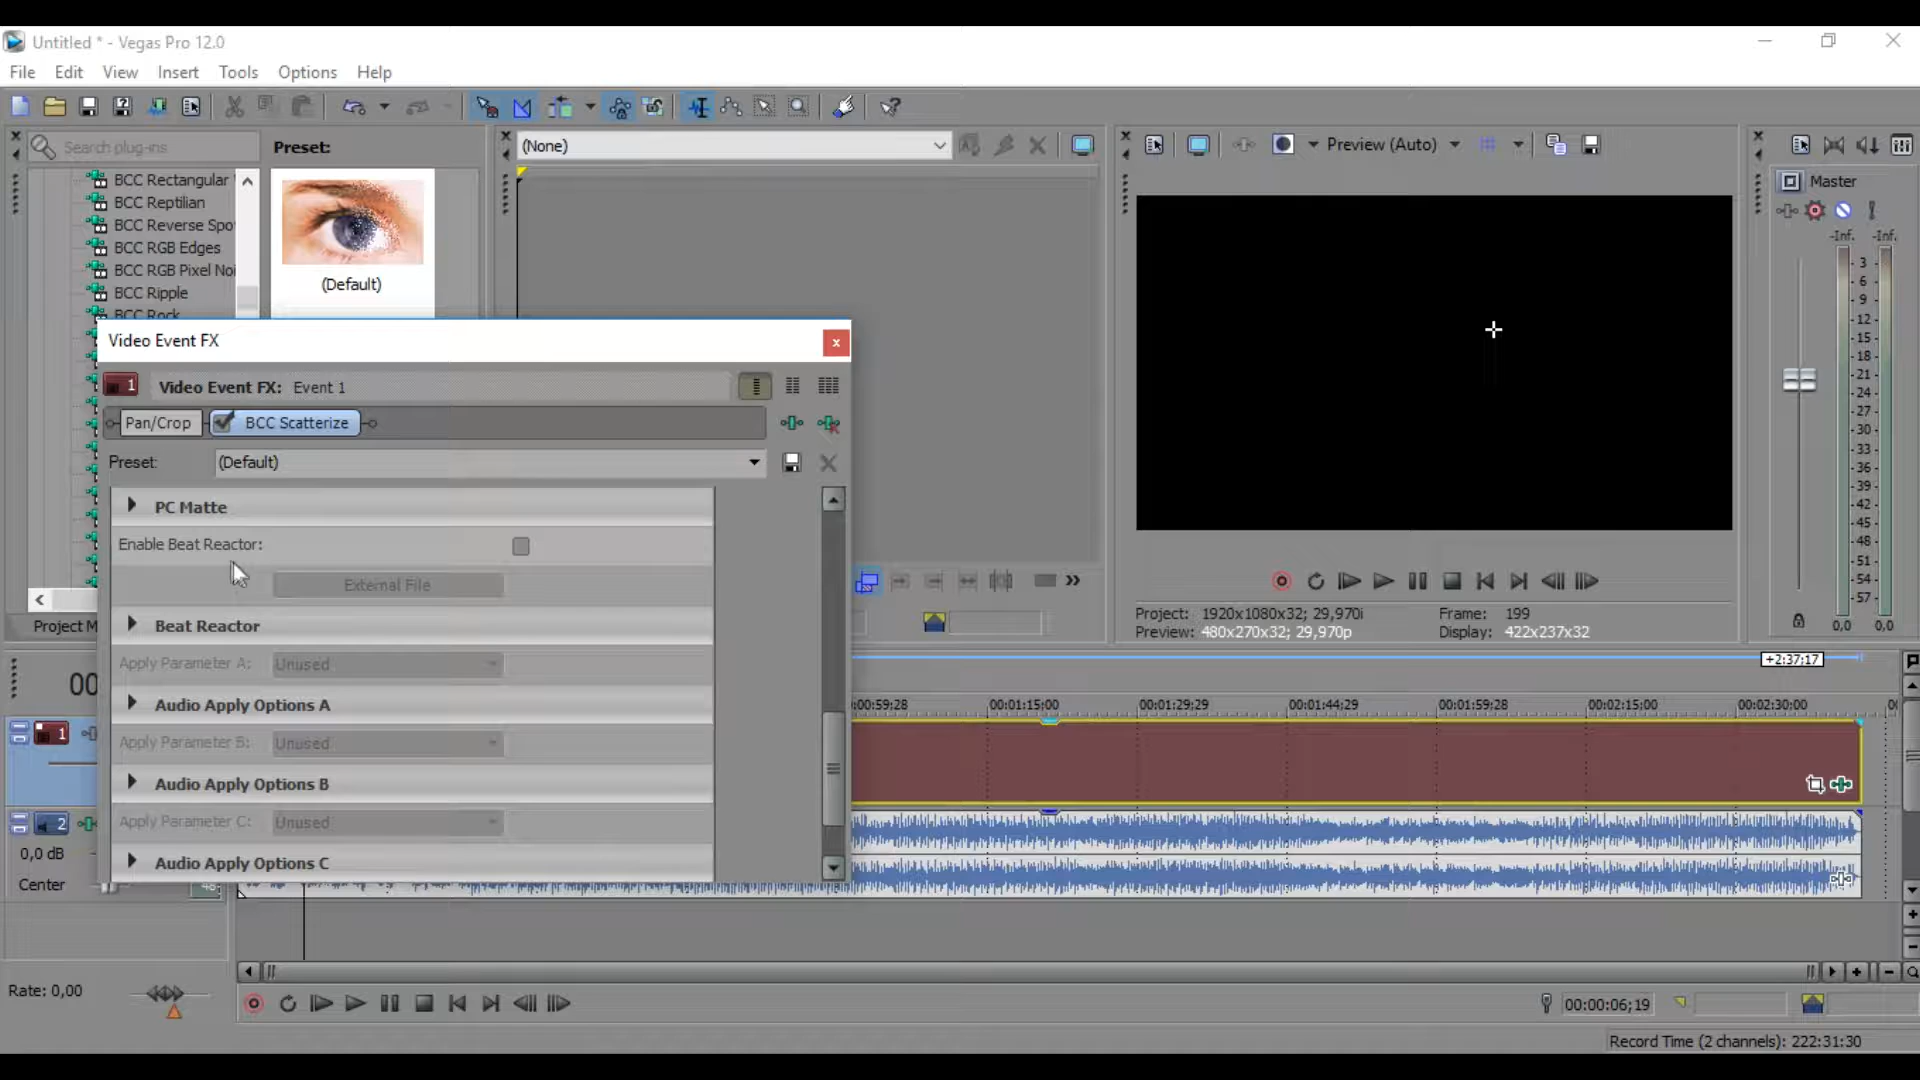 Untitled * - Vegas Pro 12.0
File Edit View Insert Tools Options Help
Search plug-ins
Preset:
(None)
Preview (Auto)
Master
BCC Rectangular
BCC Reptilian
BCC Reverse Spo
BCC RGB Edges
BCC RGB Pixel Noi
BCC Ripple
BCC Rock
(Default)
-Inf. -Inf.
3
6
9
12
15
18
21
24
27
30
33
36
39
42
45
48
51
54
57
0,0 0,0
Video Event FX
1 Video Event FX: Event 1
Pan/Crop BCC Scatterize
Preset: (Default)
PC Matte
Enable Beat Reactor:
External File
Beat Reactor
Apply Parameter A: Unused
Audio Apply Options A
Apply Parameter B: Unused
Audio Apply Options B
Apply Parameter C: Unused
Audio Apply Options C
Project M
Project: 1920x1080x32; 29,970i Frame: 199
Preview: 480x270x32; 29,970p Display: 422x237x32
+2:37;17
00
:00:59;28 00:01:15;00 00:01:29;29 00:01:44;29 00:01:59;28 00:02:15;00 00:02:30;00
1
2
0,0 dB
Center
48
Rate: 0,00
00:00:06;19
Record Time (2 channels): 222:31:30